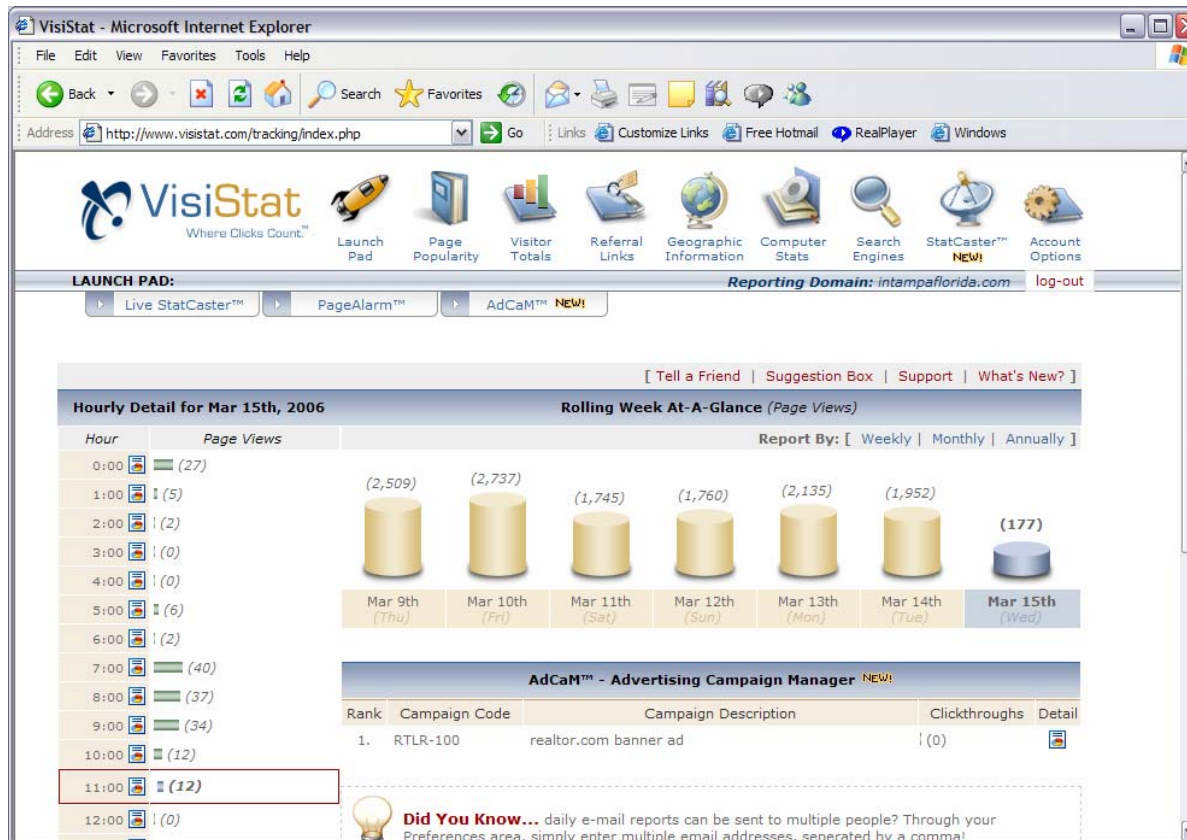 VisiStat - Microsoft Internet Explorer
File Edit View Favorites Tools Help
Back Search Favorites
Address http://www.visistat.com/tracking/index.php Go Links Customize Links Free Hotmail RealPlayer Windows
VisiStat
Where Clicks Count.™
Launch Pad
Page Popularity
Visitor Totals
Referral Links
Geographic Information
Computer Stats
Search Engines
StatCaster™ NEW!
Account Options
LAUNCH PAD: Reporting Domain: intampaflorida.com log-out
Live StatCaster™ PageAlarm™ AdCaM™ NEW!
[ Tell a Friend | Suggestion Box | Support | What's New? ]
Hourly Detail for Mar 15th, 2006
Hour Page Views
0:00 (27)
1:00 (5)
2:00 (2)
3:00 (0)
4:00 (0)
5:00 (6)
6:00 (2)
7:00 (40)
8:00 (37)
9:00 (34)
10:00 (12)
11:00 (12)
12:00 (0)
Rolling Week At-A-Glance (Page Views)
Report By: [ Weekly | Monthly | Annually ]
(2,509) (2,737) (1,745) (1,760) (2,135) (1,952) (177)
Mar 9th Mar 10th Mar 11th Mar 12th Mar 13th Mar 14th Mar 15th
(Thu) (Fri) (Sat) (Sun) (Mon) (Tue) (Wed)
AdCaM™ - Advertising Campaign Manager NEW!
Rank Campaign Code Campaign Description Clickthroughs Detail
1. RTLR-100 realtor.com banner ad (0)
Did You Know... daily e-mail reports can be sent to multiple people? Through your
Preferences area, simply enter multiple email addresses, seperated by a comma!